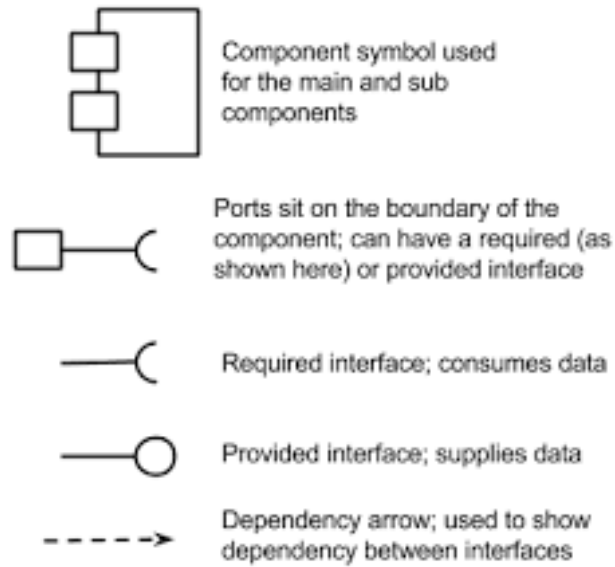 Component symbol used
for the main and sub
components
Ports sit on the boundary of the
component; can have a required (as
shown here) or provided interface
Required interface; consumes data
Provided interface; supplies data
Dependency arrow; used to show
dependency between interfaces